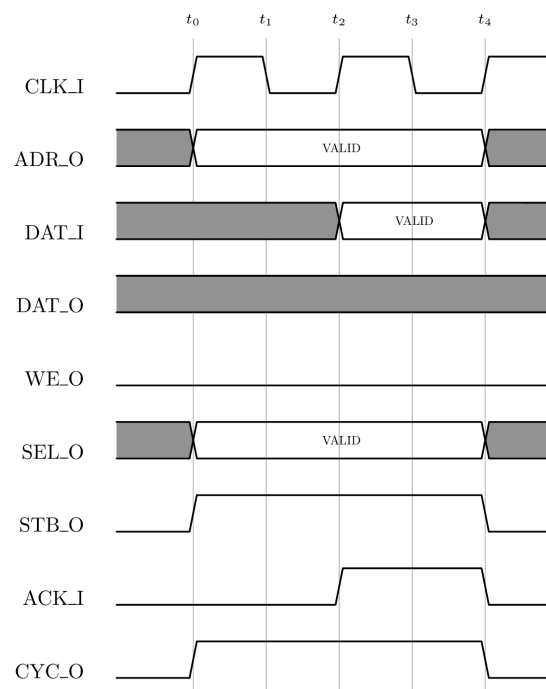 t0 t1 t2 t3 t4
CLK_I
ADR_O VALID
DAT_I VALID
DAT_O
WE_O
SEL_O VALID
STB_O
ACK_I
CYC_O